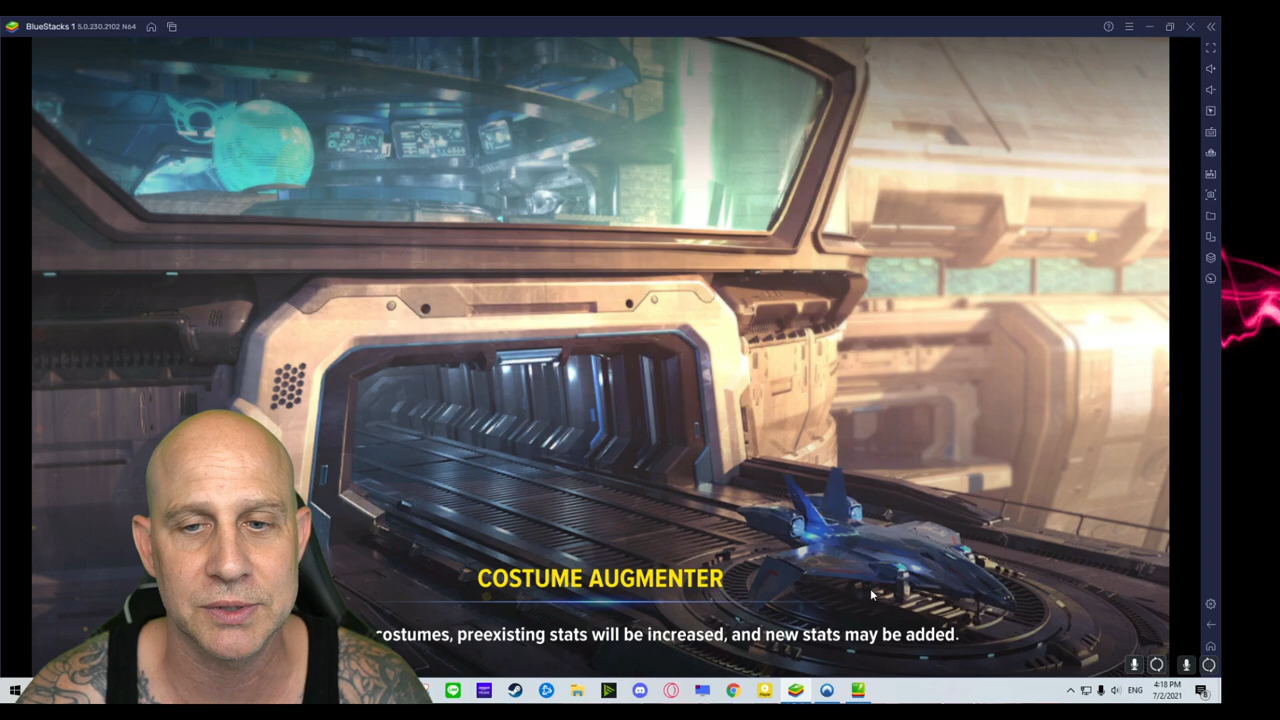 BlueStacks 1 5.0.230.2102 N64
COSTUME AUGMENTER
costumes, preexisting stats will be increased, and new stats may be added.
ENG
4:18 PM
7/2/2021